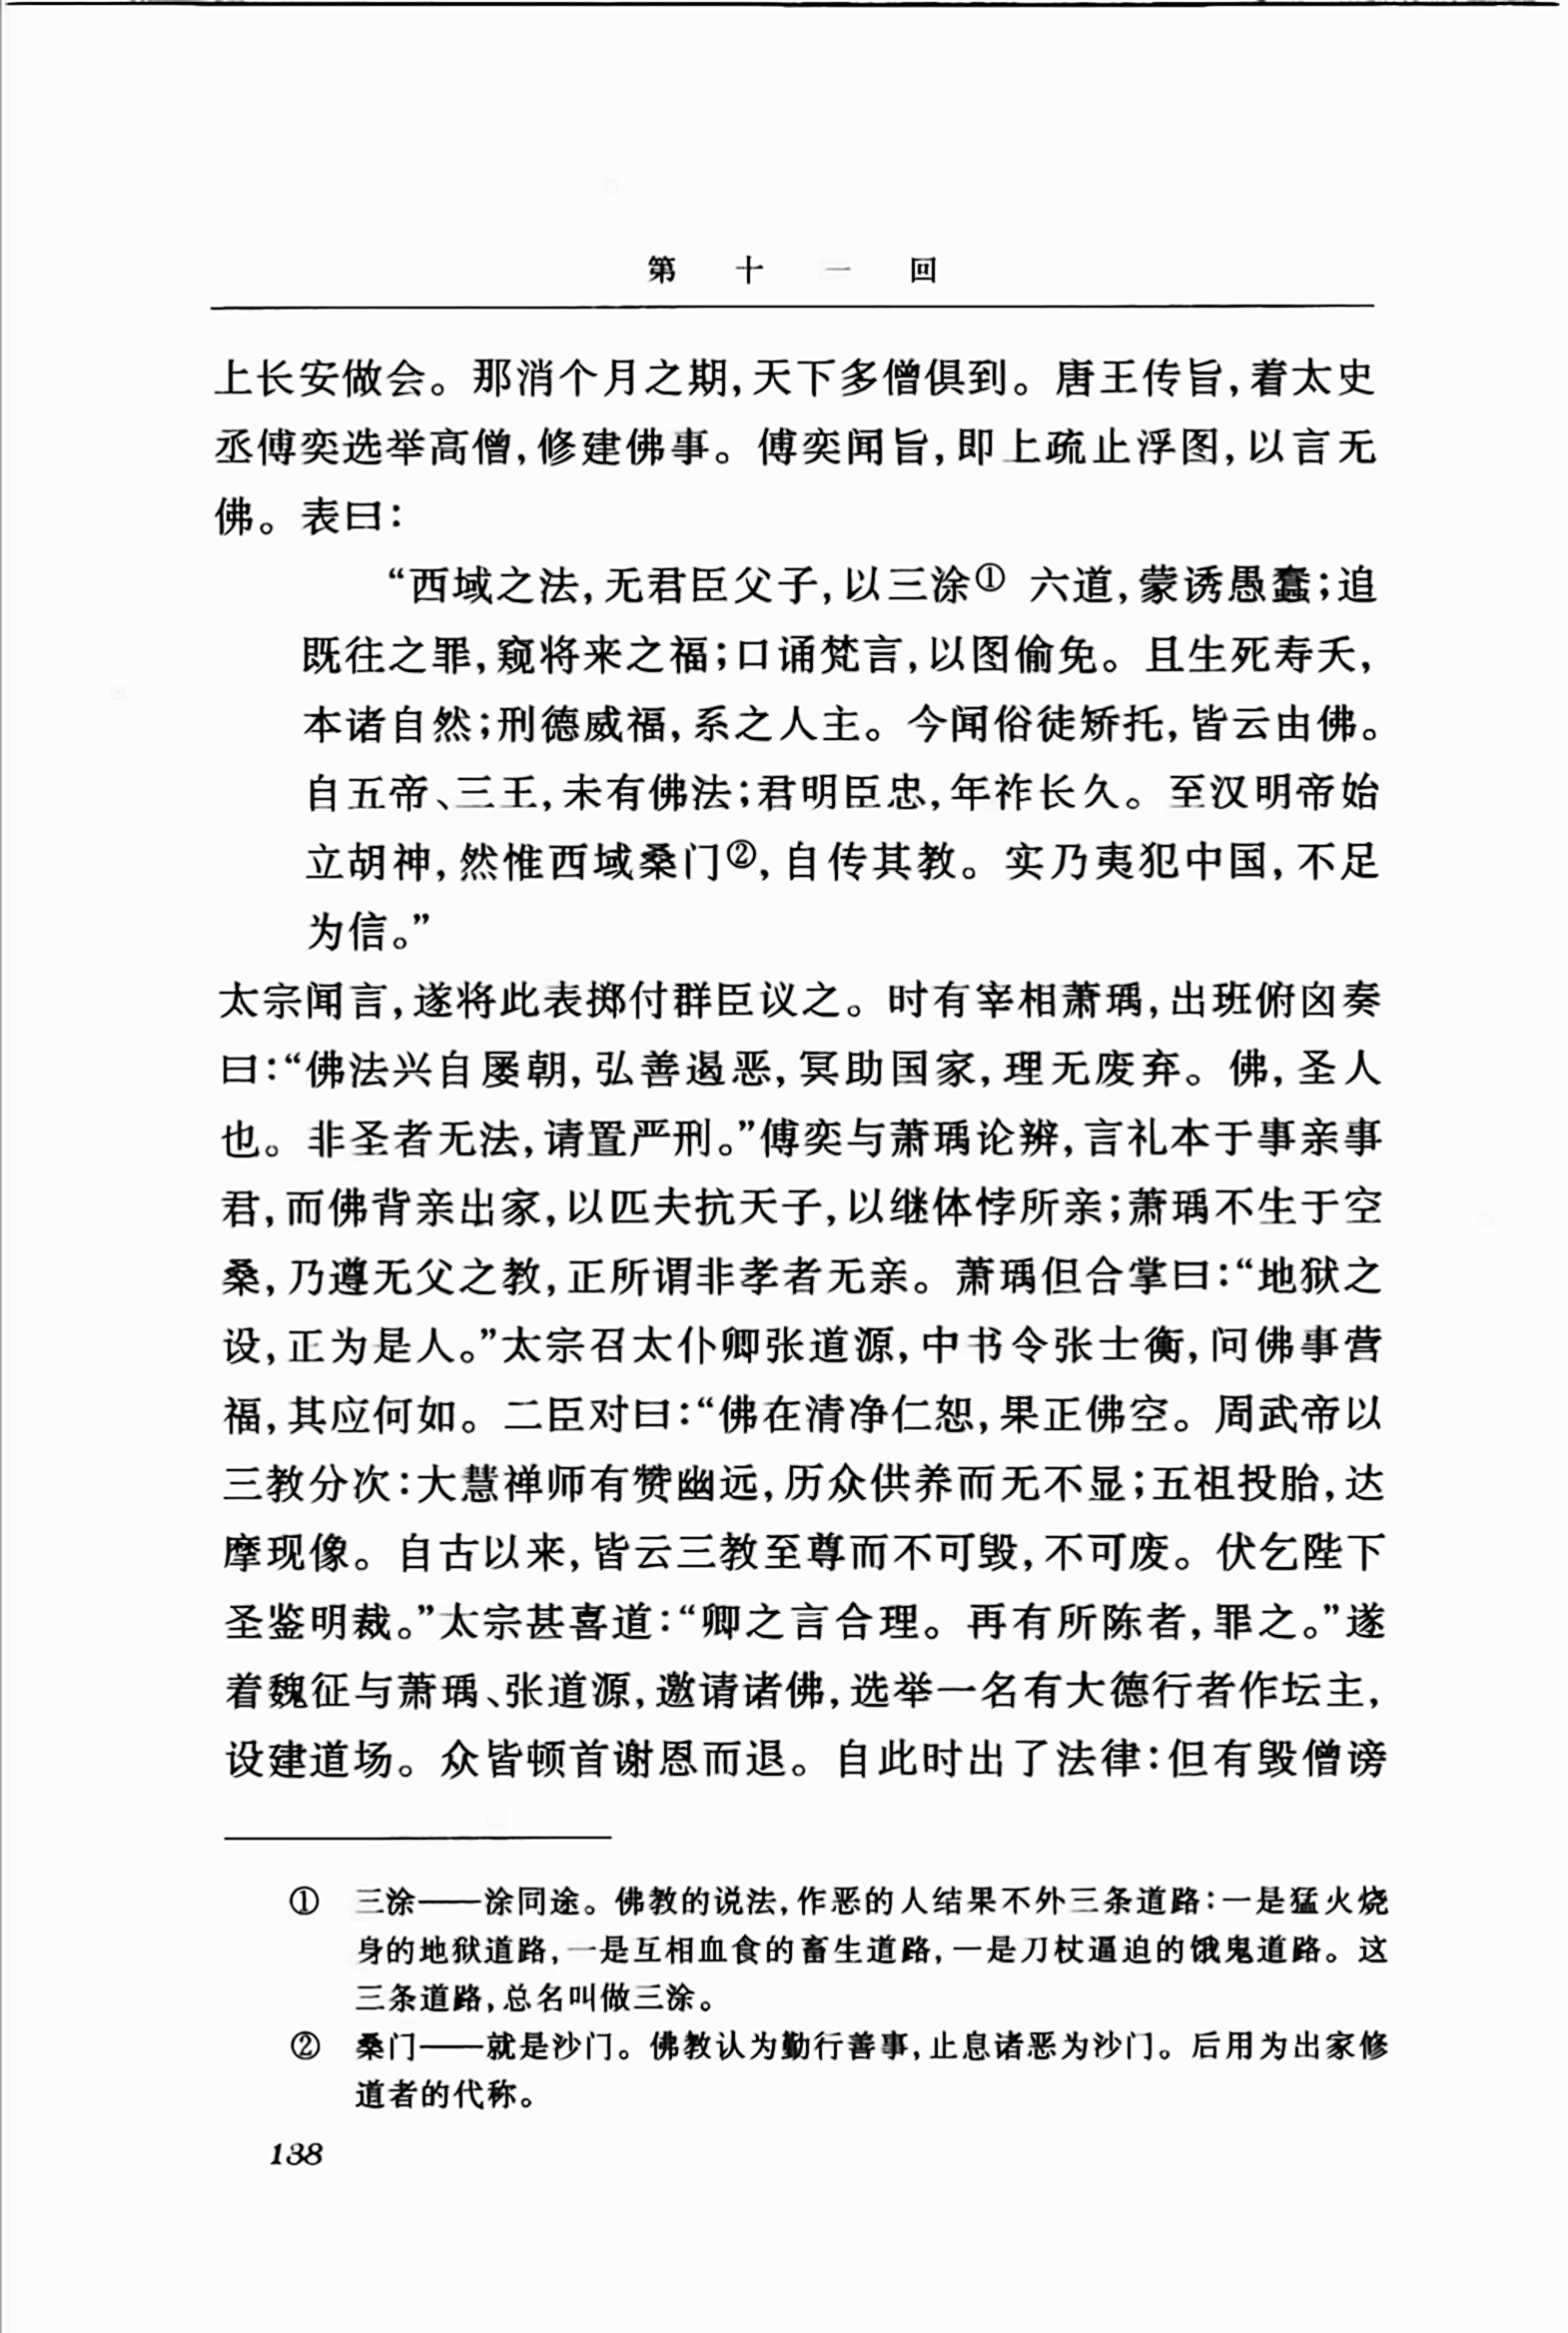 第十一回
上长安做会。那消个月之期,天下多僧俱到。唐王传旨,着太史
丞傅奕选举高僧,修建佛事。傅奕闻旨,即上疏止浮图,以言无
佛。表曰:
“西域之法,无君臣父子,以三涂① 六道,蒙诱愚蠢;追
既往之罪,窥将来之福;口诵梵言,以图偷免。且生死寿夭,
本诸自然;刑德威福,系之人主。今闻俗徒矫托,皆云由佛。
自五帝、三王,未有佛法;君明臣忠,年祚长久。至汉明帝始
立胡神,然惟西域桑门②,自传其教。实乃夷犯中国,不足
为信。”
太宗闻言,遂将此表掷付群臣议之。时有宰相萧瑀,出班俯囟奏
曰:“佛法兴自屡朝,弘善遏恶,冥助国家,理无废弃。佛,圣人
也。非圣者无法,请置严刑。”傅奕与萧瑀论辨,言礼本于事亲事
君,而佛背亲出家,以匹夫抗天子,以继体悖所亲;萧瑀不生于空
桑,乃遵无父之教,正所谓非孝者无亲。萧瑀但合掌曰:“地狱之
设,正为是人。”太宗召太仆卿张道源,中书令张士衡,问佛事营
福,其应何如。二臣对曰:“佛在清净仁恕,果正佛空。周武帝以
三教分次:大慧禅师有赞幽远,历众供养而无不显;五祖投胎,达
摩现像。自古以来,皆云三教至尊而不可毁,不可废。伏乞陛下
圣鉴明裁。”太宗甚喜道:“卿之言合理。再有所陈者,罪之。”遂
着魏征与萧瑀、张道源,邀请诸佛,选举一名有大德行者作坛主,
设建道场。众皆顿首谢恩而退。自此时出了法律:但有毁僧谤
① 三涂——涂同途。佛教的说法,作恶的人结果不外三条道路:一是猛火烧
身的地狱道路,一是互相血食的畜生道路,一是刀杖逼迫的饿鬼道路。这
三条道路,总名叫做三涂。
② 桑门——就是沙门。佛教认为勤行善事,止息诸恶为沙门。后用为出家修
道者的代称。
138